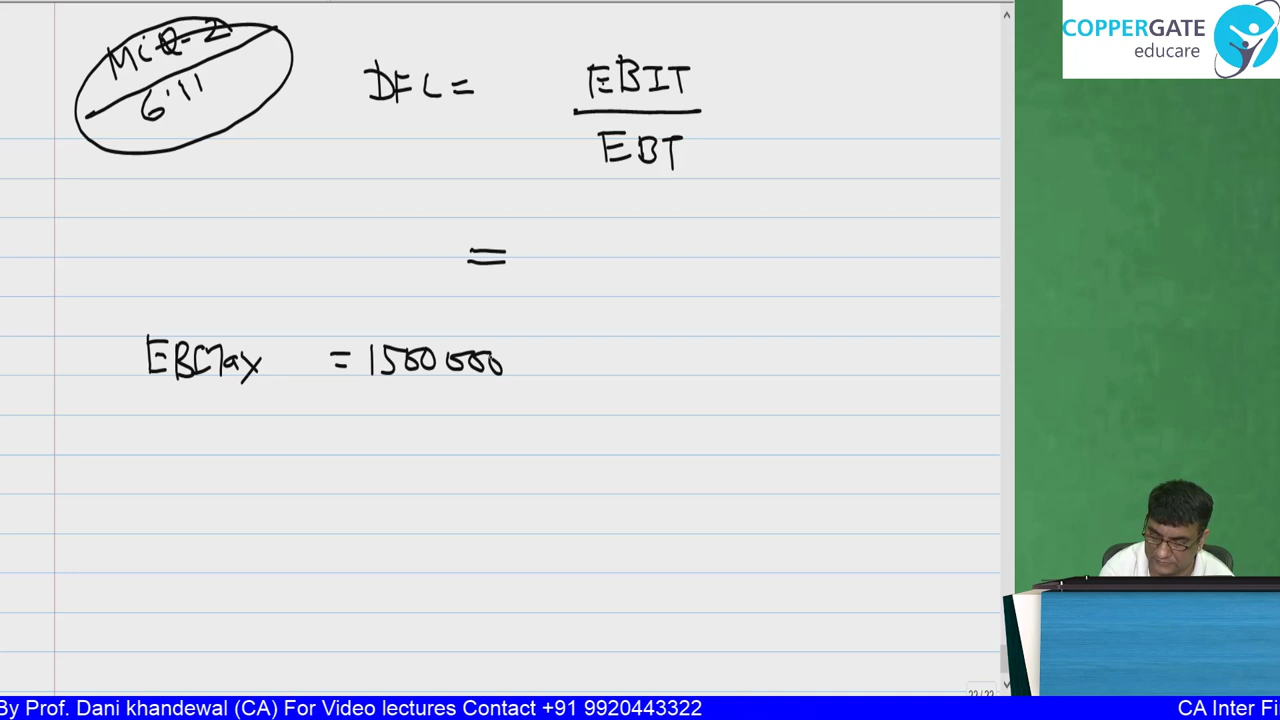 MCQ-2
6.11
DFL = EBIT
EBT
=
= 1500000
COPPERGATE
educare
By Prof. Dani khandewal (CA) For Video lectures Contact +91 9920443322
CA Inter Fi